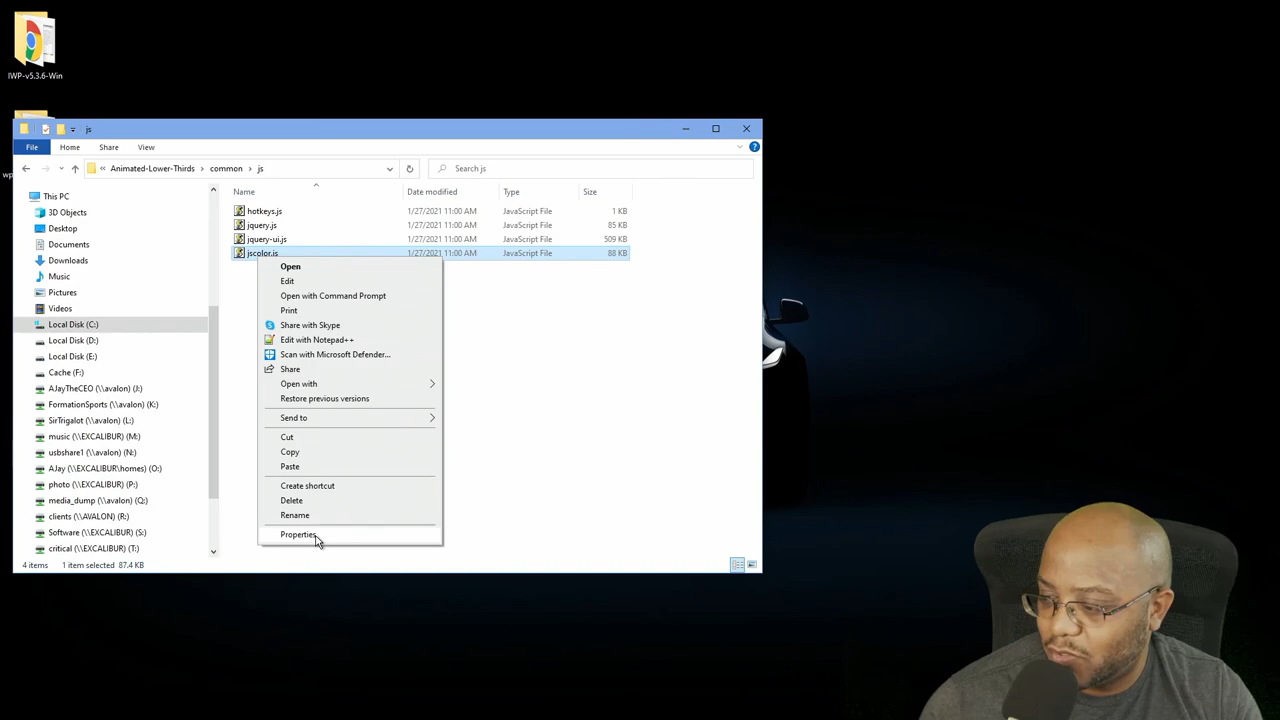 IWP-v5.3.6-Win
wp
js
File Home Share View
« Animated-Lower-Thirds > common > js
Search js
Name Date modified Type Size
This PC
3D Objects
Desktop
Documents
Downloads
Music
Pictures
Videos
Local Disk (C:)
Local Disk (D:)
Local Disk (E:)
Cache (F:)
AJayTheCEO (\\avalon) (J:)
FormationSports (\\avalon) (K:)
SirTrigalot (\\avalon) (L:)
music (\\EXCALIBUR) (M:)
usbshare1 (\\avalon) (N:)
AJay (\\EXCALIBUR\homes) (O:)
photo (\\EXCALIBUR) (P:)
media_dump (\\avalon) (Q:)
clients (\\AVALON) (R:)
Software (\\EXCALIBUR) (S:)
critical (\\EXCALIBUR) (T:)
hotkeys.js 1/27/2021 11:00 AM JavaScript File 1 KB
jquery.js 1/27/2021 11:00 AM JavaScript File 85 KB
jquery-ui.js 1/27/2021 11:00 AM JavaScript File 509 KB
jscolor.js 1/27/2021 11:00 AM JavaScript File 88 KB
Open
Edit
Open with Command Prompt
Print
Share with Skype
Edit with Notepad++
Scan with Microsoft Defender...
Share
Open with
Restore previous versions
Send to
Cut
Copy
Paste
Create shortcut
Delete
Rename
Properties
4 items 1 item selected 87.4 KB